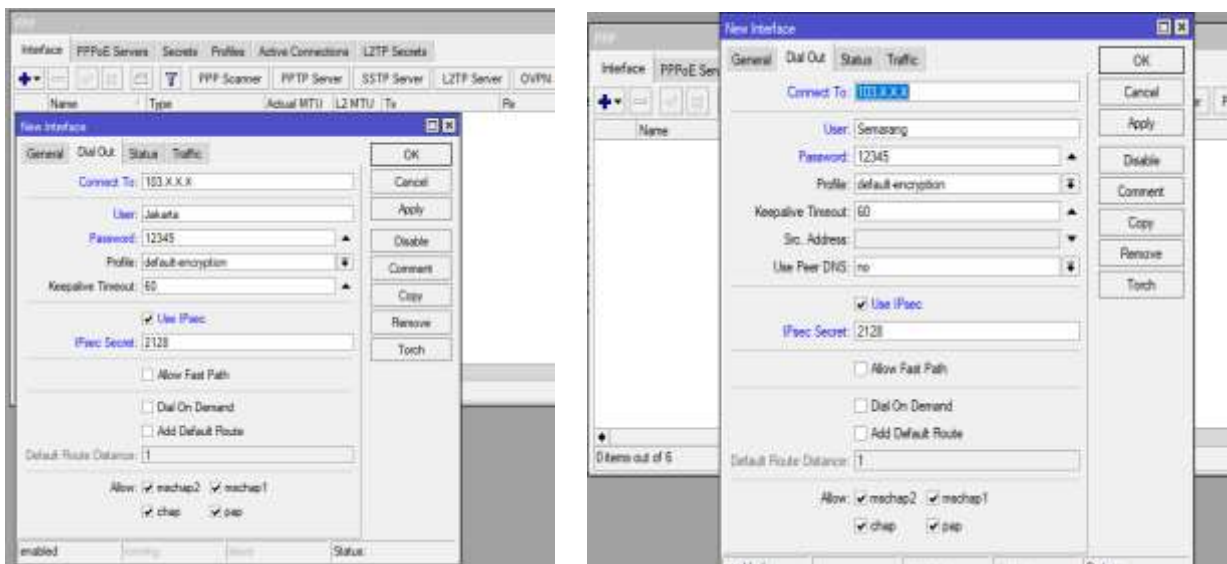 PPP
Interface PPPoE Servers Secrets Profiles Active Connections L2TP Secrets
PPP Scanner PPTP Server SSTP Server L2TP Server OVPN
Name Type Actual MTU L2 MTU Tx Rx
New Interface
General Dial Out Status Traffic
OK
Connect To: 103.X.X.X
Cancel
User: Jakarta
Apply
Password: 12345
Disable
Profile: default-encryption
Comment
Keepalive Timeout: 60
Copy
Use IPsec
Remove
IPsec Secret: 2128
Torch
Allow Fast Path
Dial On Demand
Add Default Route
Default Route Distance: 1
Allow: mschap2 mschap1
chap pap
enabled running slave Status:
PPP
Interface PPPoE Serv
Name
0 items out of 6
New Interface
General Dial Out Status Traffic
OK
Connect To: 103.X.X.X
Cancel
User: Semarang
Apply
Password: 12345
Disable
Profile: default-encryption
Comment
Keepalive Timeout: 60
Copy
Src. Address:
Remove
Use Peer DNS: no
Torch
Use IPsec
IPsec Secret: 2128
Allow Fast Path
Dial On Demand
Add Default Route
Default Route Distance: 1
Allow: mschap2 mschap1
chap pap